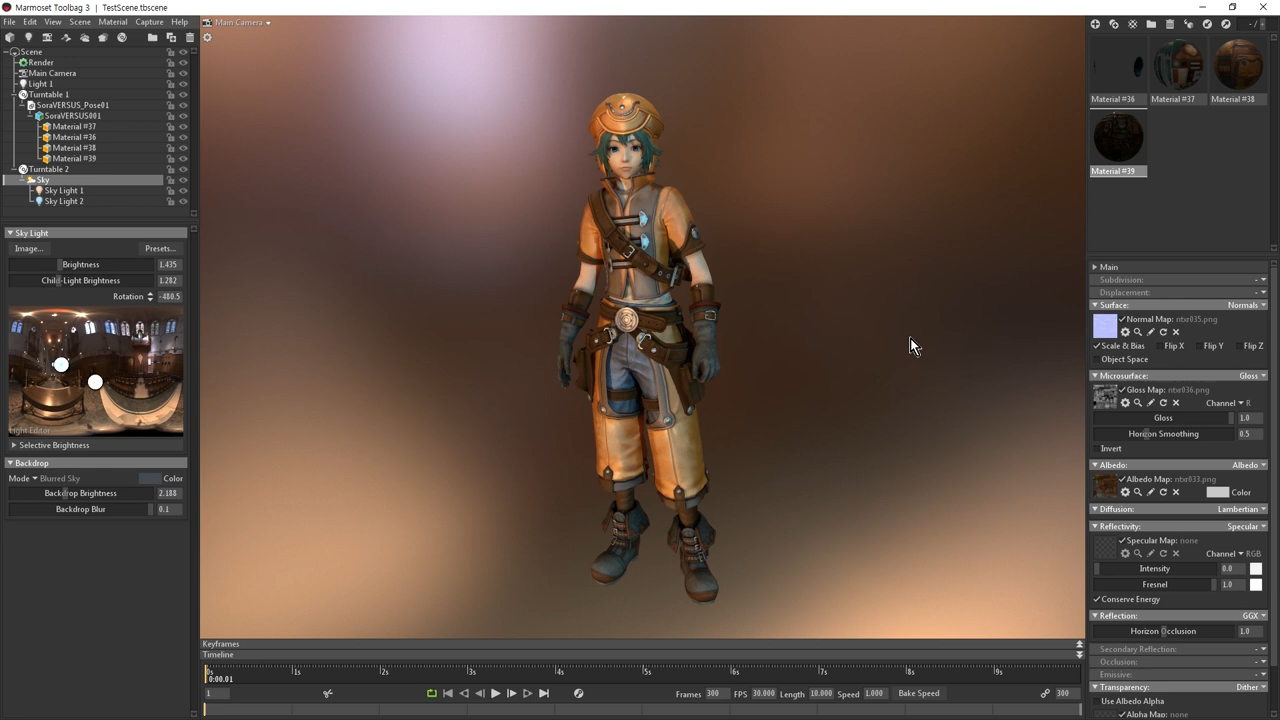 Marmoset Toolbag 3 | TestScene.tbscene
File Edit View Scene Material Capture Help
Main Camera
Scene
Render
Main Camera
Light 1
Turntable 1
SoraVERSUS_Pose01
SoraVERSUS001
Material #37
Material #36
Material #38
Material #39
Turntable 2
Sky
Sky Light 1
Sky Light 2
Sky Light
Image... Presets...
Brightness 1.435
Child-Light Brightness 1.282
Rotation -480.5
Light Editor
Selective Brightness
Backdrop
Mode Blurred Sky Color
Backdrop Brightness 2.188
Backdrop Blur 0.1
Keyframes
Timeline
0s 1s 2s 3s 4s 5s 6s 7s 8s 9s
0:00.01
1 Frames 300 FPS 30.000 Length 10.000 Speed 1.000 Bake Speed 300
- /
Material #36 Material #37 Material #38
Material #39
Main
Subdivision: -
Displacement: -
Surface: Normals
Normal Map: ntxr035.png
Scale & Bias Flip X Flip Y Flip Z
Object Space
Microsurface: Gloss
Gloss Map: ntxr036.png
Channel R
Gloss 1.0
Horizon Smoothing 0.5
Invert
Albedo: Albedo
Albedo Map: ntxr033.png
Color
Diffusion: Lambertian
Reflectivity: Specular
Specular Map: none
Channel RGB
Intensity 0.0
Fresnel 1.0
Conserve Energy
Reflection: GGX
Horizon Occlusion 1.0
Secondary Reflection: -
Occlusion: -
Emissive: -
Transparency: Dither
Use Albedo Alpha
Alpha Map: none